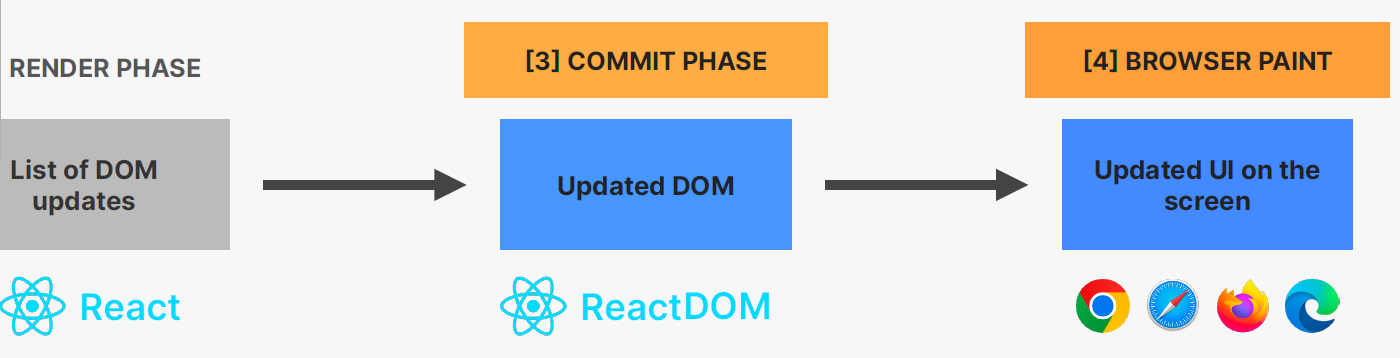 RENDER PHASE
[3] COMMIT PHASE
[4] BROWSER PAINT
List of DOM
updates
Updated DOM
Updated UI on the
screen
React
ReactDOM